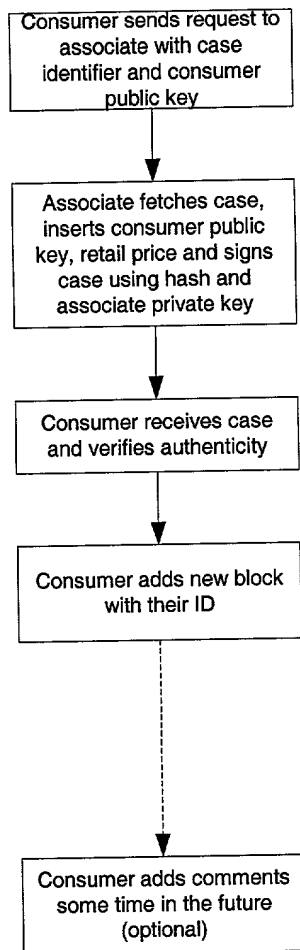 Consumer sends request to
associate with case
identifier and consumer
public key
Associate fetches case,
inserts consumer public
key, retail price and signs
case using hash and
associate private key
Consumer receives case
and verifies authenticity
Consumer adds new block
with their ID
Consumer adds comments
some time in the future
(optional)